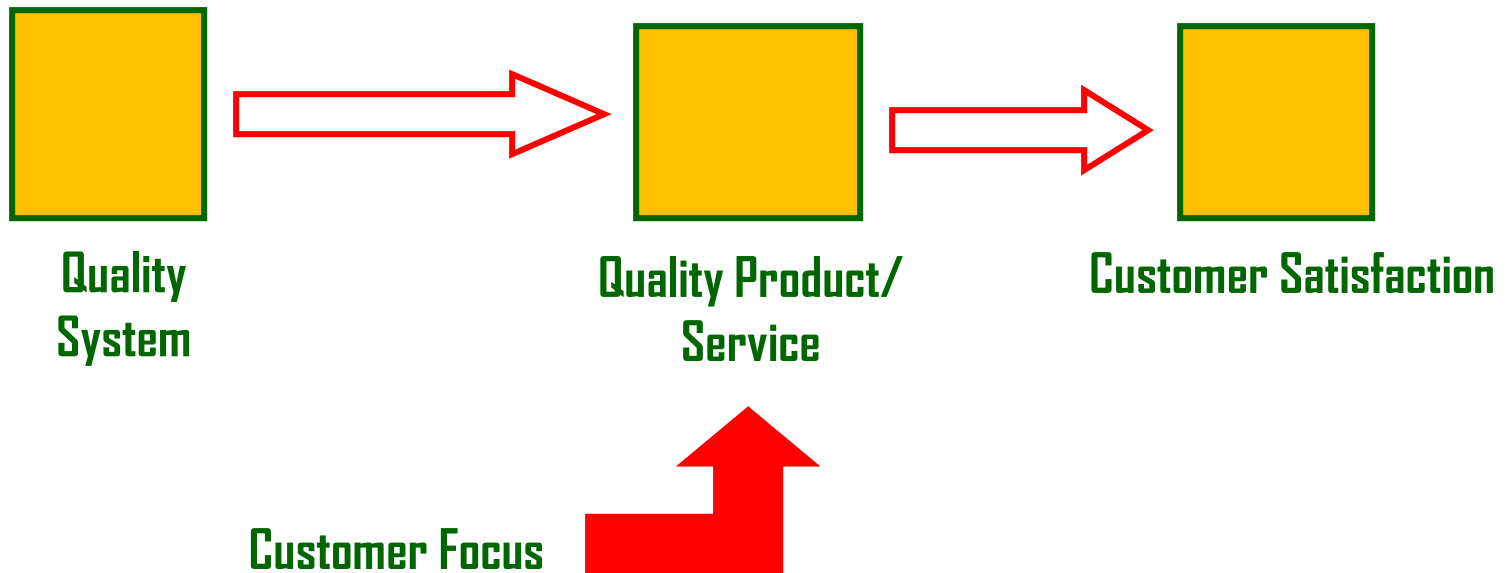 Quality
System
Quality Product/
Service
Customer Satisfaction
Customer Focus